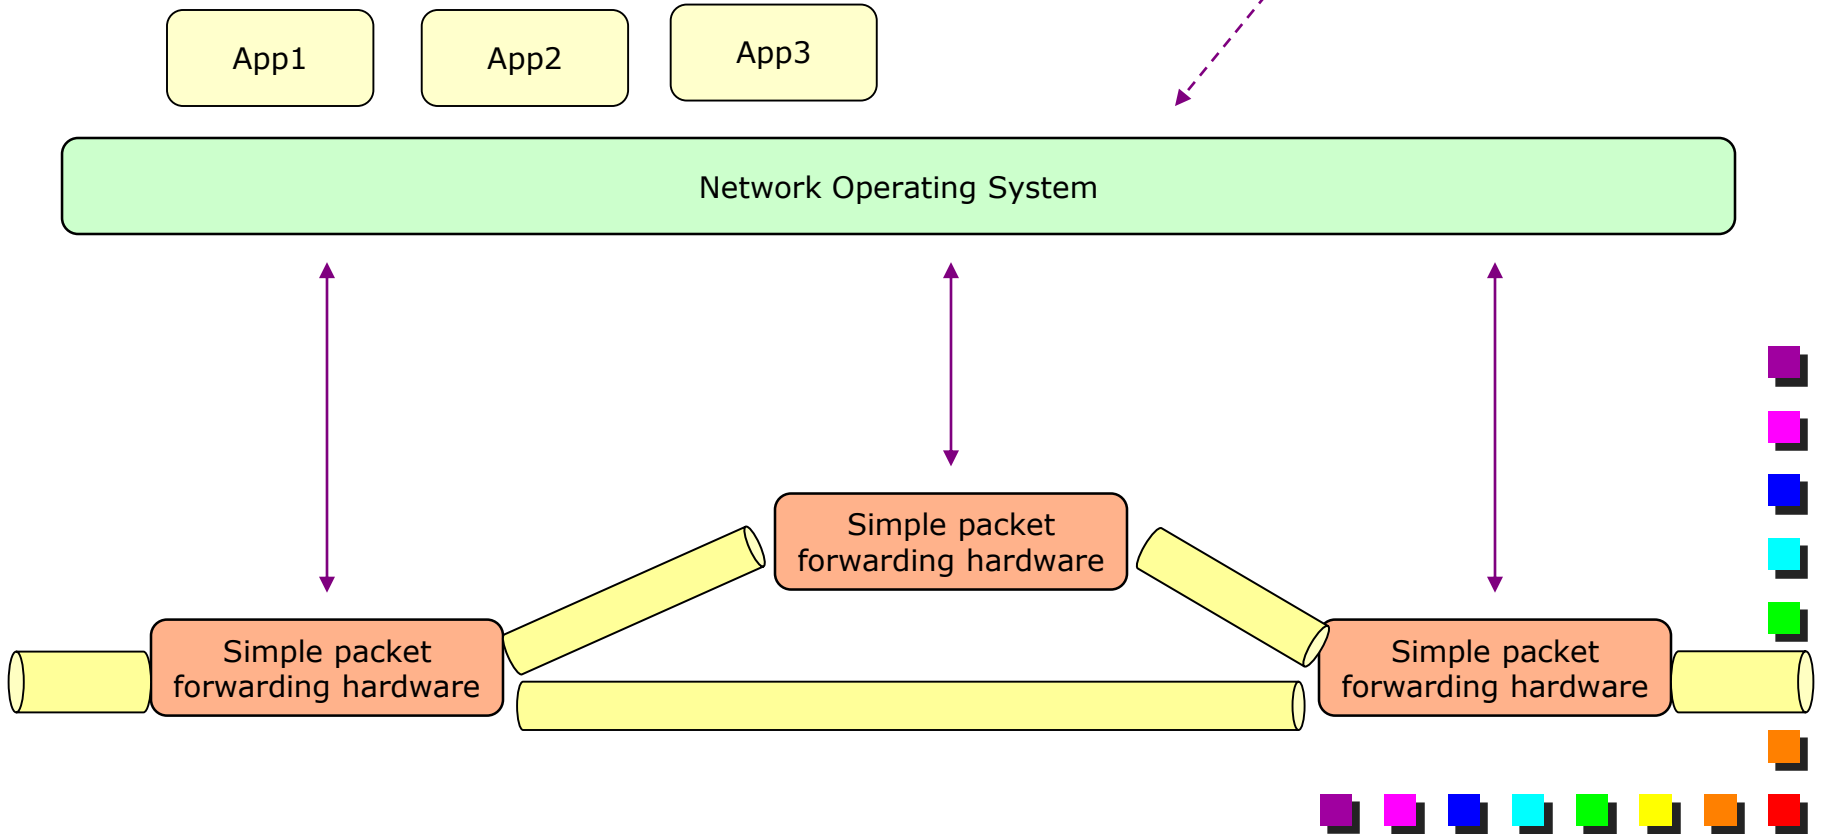 App1
App2
App3
Network Operating System
Simple packet
forwarding hardware
Simple packet
forwarding hardware
Simple packet
forwarding hardware